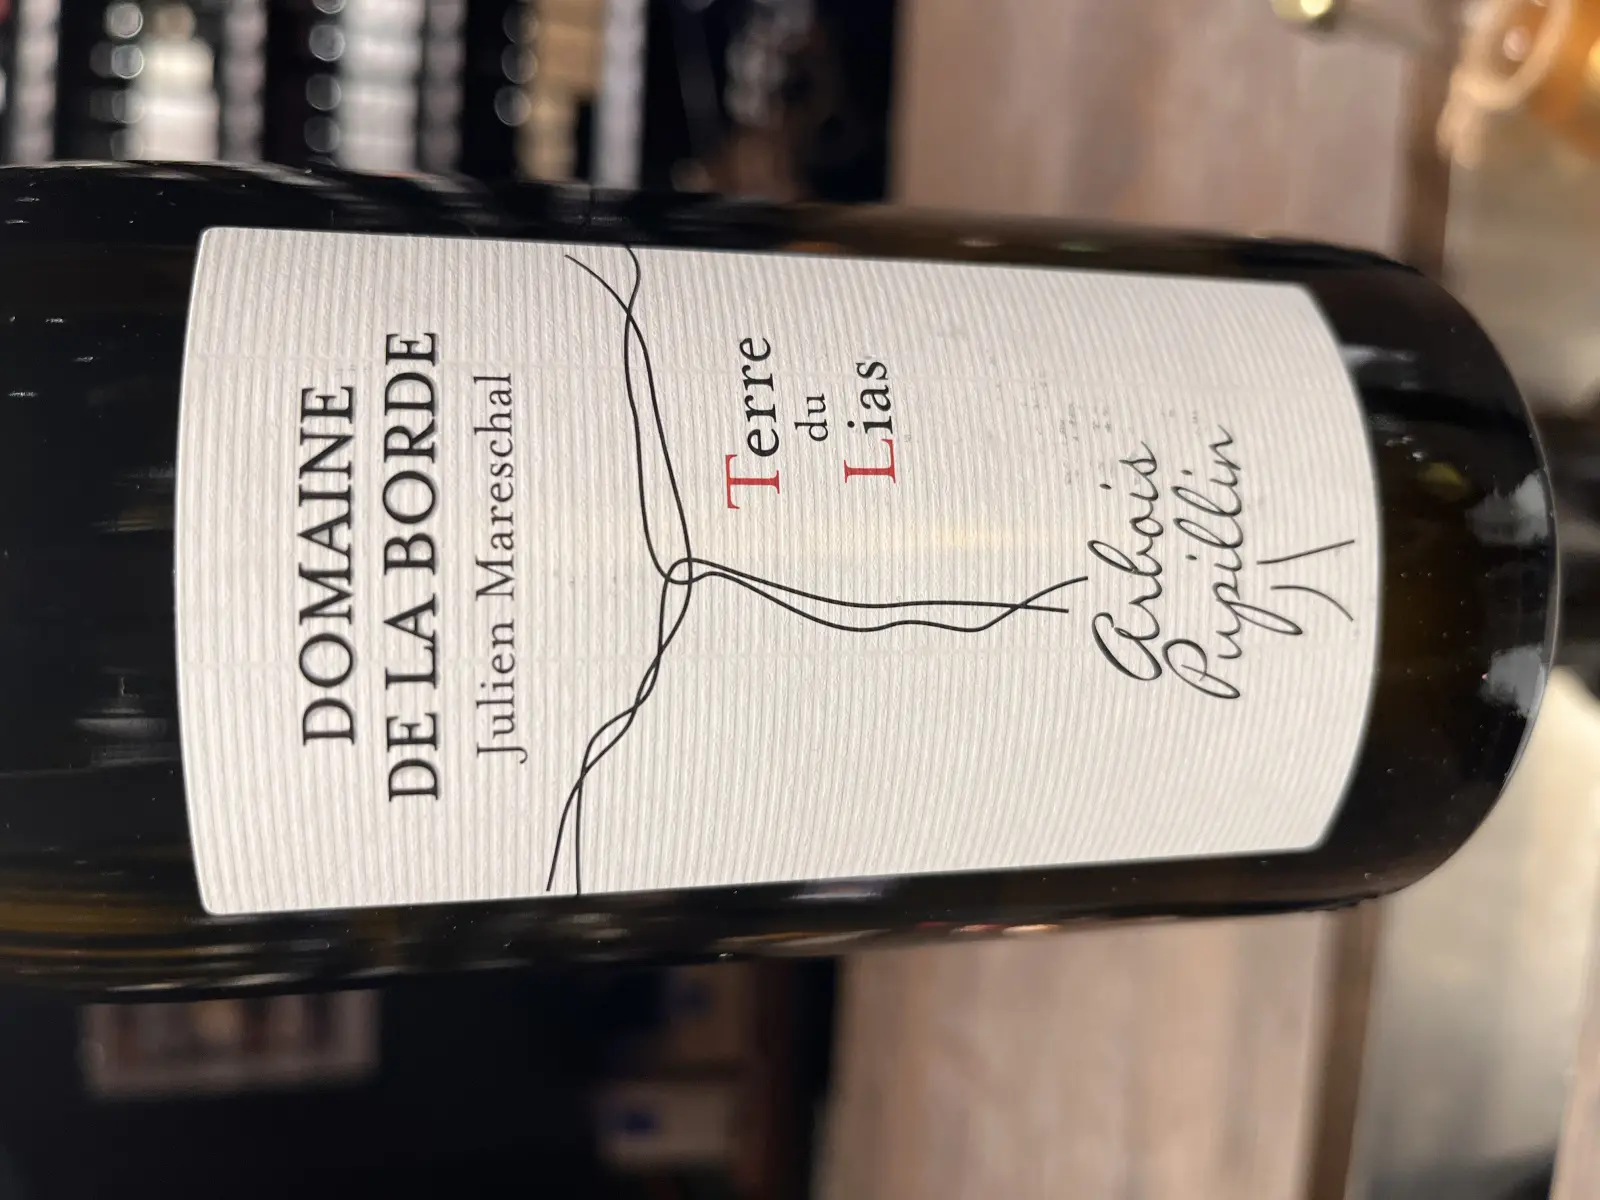 DOMAINE
DE LA BORDE
Julien Mareschal
Terre
du
Lias
Arbois
Pupillin